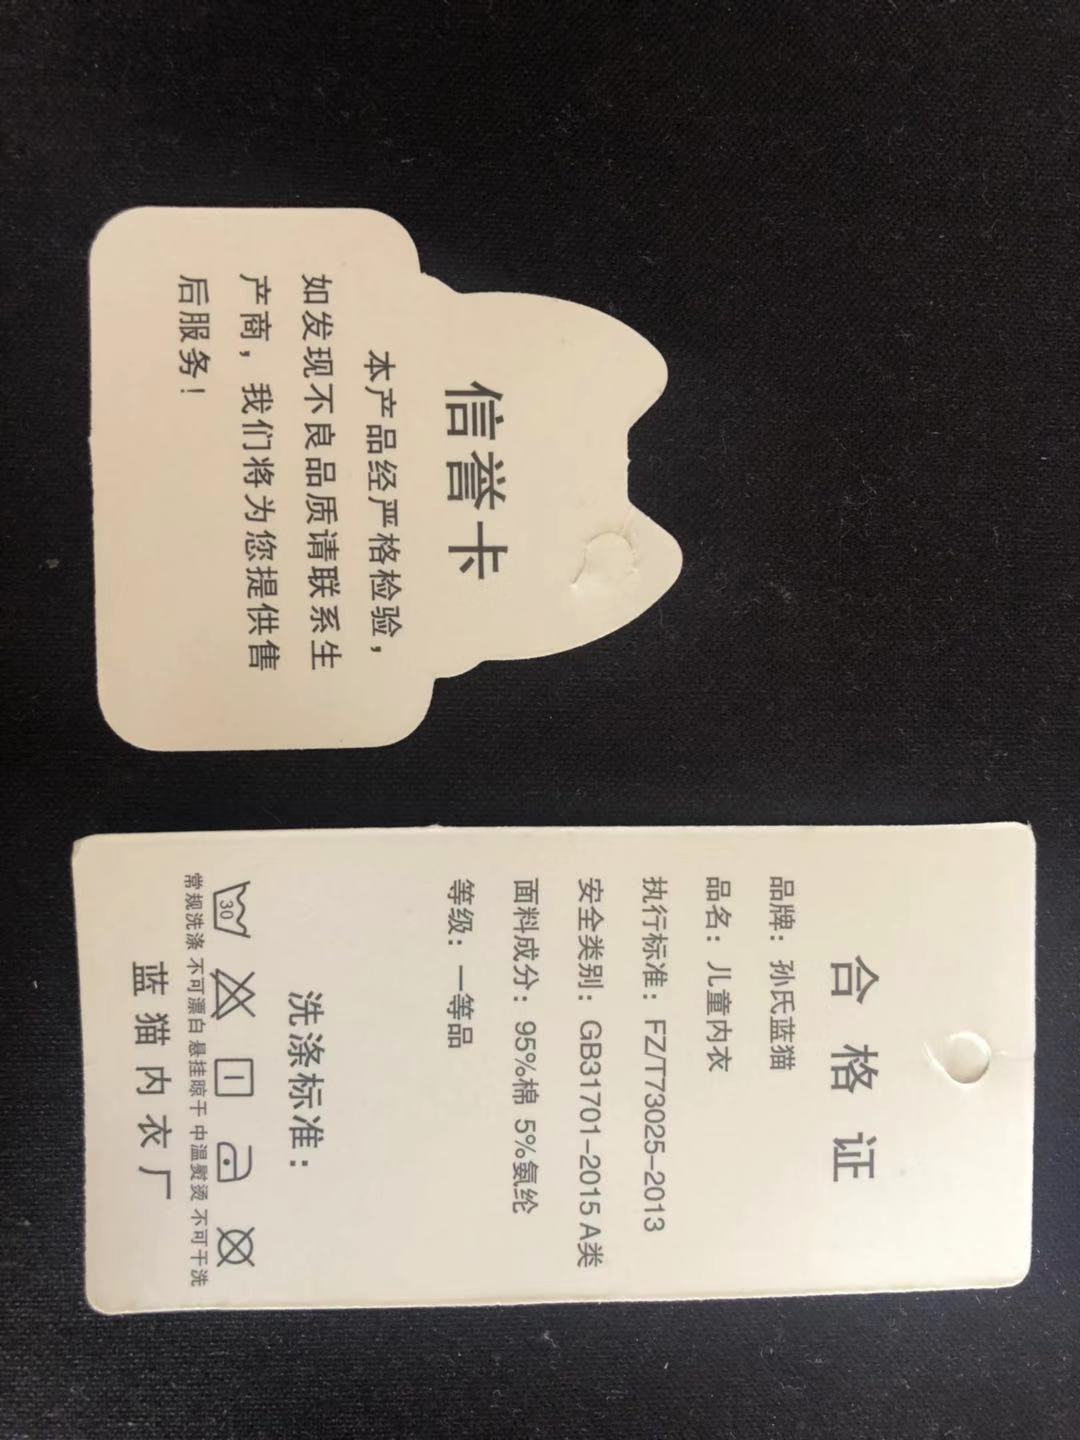 信誉卡
本产品经严格检验，
如发现不良品质请联系生
产商，我们将为您提供售
后服务！
合格证
品牌：孙氏蓝猫
品名：儿童内衣
执行标准：FZ/T73025-2013
安全类别：GB31701-2015 A类
面料成分：95%棉 5%氨纶
等级：一等品
洗涤标准：
30
常规洗涤 不可漂白 悬挂晾干 中温熨烫 不可干洗
蓝猫内衣厂